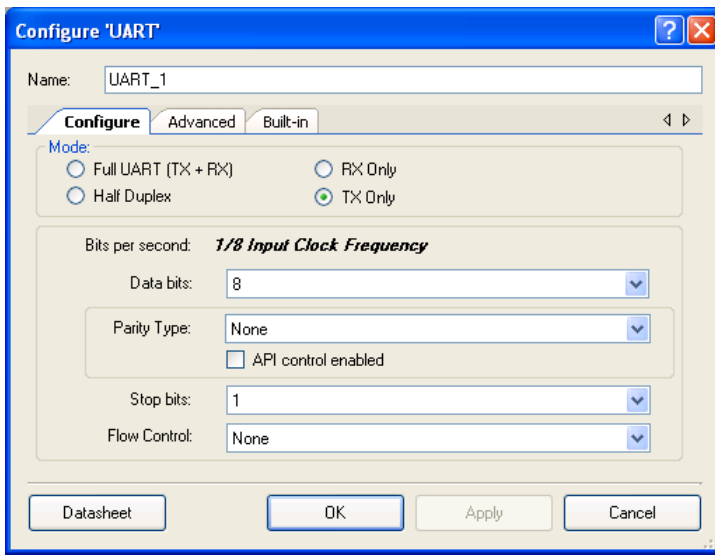 Configure 'UART'
Name: UART_1
Configure Advanced Built-in
Mode:
Full UART (TX + RX) RX Only
Half Duplex TX Only
Bits per second: 1/8 Input Clock Frequency
Data bits: 8
Parity Type: None
API control enabled
Stop bits: 1
Flow Control: None
Datasheet OK Apply Cancel